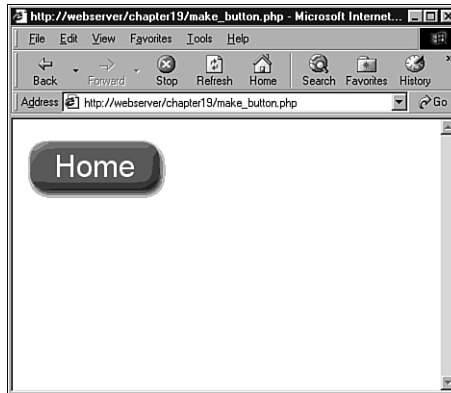 http://webserver/chapter19/make_button.php - Microsoft Internet...
File Edit View Favorites Tools Help
Back Forward Stop Refresh Home Search Favorites History »
Address http://webserver/chapter19/make_button.php Go
Home